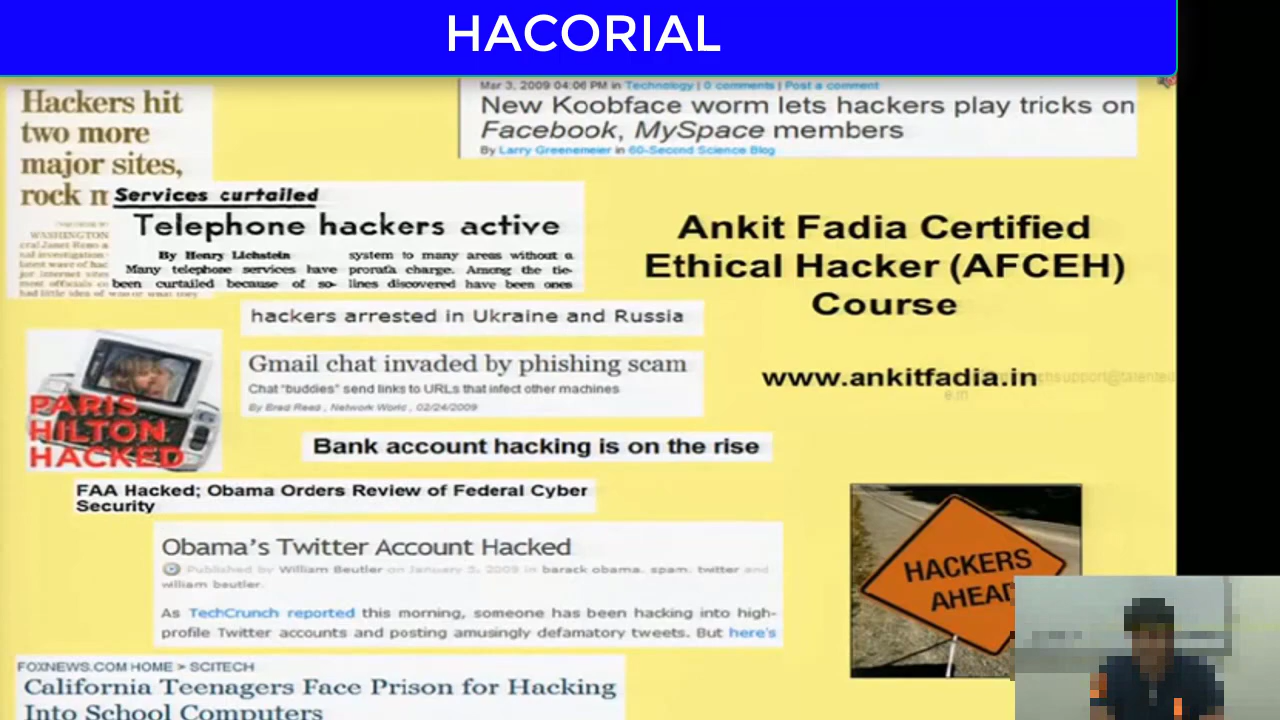 HACORIAL
Hackers hit
two more
major sites,
rock
Mar 3, 2009 04:06 PM in Technology | 0 comments | Post a comment
New Koobface worm lets hackers play tricks on
Facebook, MySpace members
By Larry Greenemeier in 60-Second Science Blog
Services curtailed
Telephone hackers active
By Henry Lichstein
Many telephone services have
been curtailed because of so-
system to many areas without a
prorata charge. Among the tie-
lines discovered have been ones
WASHINGTON
Ankit Fadia Certified
Ethical Hacker (AFCEH)
Course
www.ankitfadia.in
hackers arrested in Ukraine and Russia
Gmail chat invaded by phishing scam
Chat "buddies" send links to URLs that infect other machines
By Brad Reed , Network World , 02/24/2009
PARIS
HILTON
HACKED
Bank account hacking is on the rise
FAA Hacked; Obama Orders Review of Federal Cyber
Security
Obama's Twitter Account Hacked
Published by William Beutler on January 5, 2009 in barack obama, spam, twitter and
william beutler.
As TechCrunch reported this morning, someone has been hacking into high-
profile Twitter accounts and posting amusingly defamatory tweets. But here's
HACKERS
AHEAD
FOXNEWS.COM HOME > SCITECH
California Teenagers Face Prison for Hacking
Into School Computers